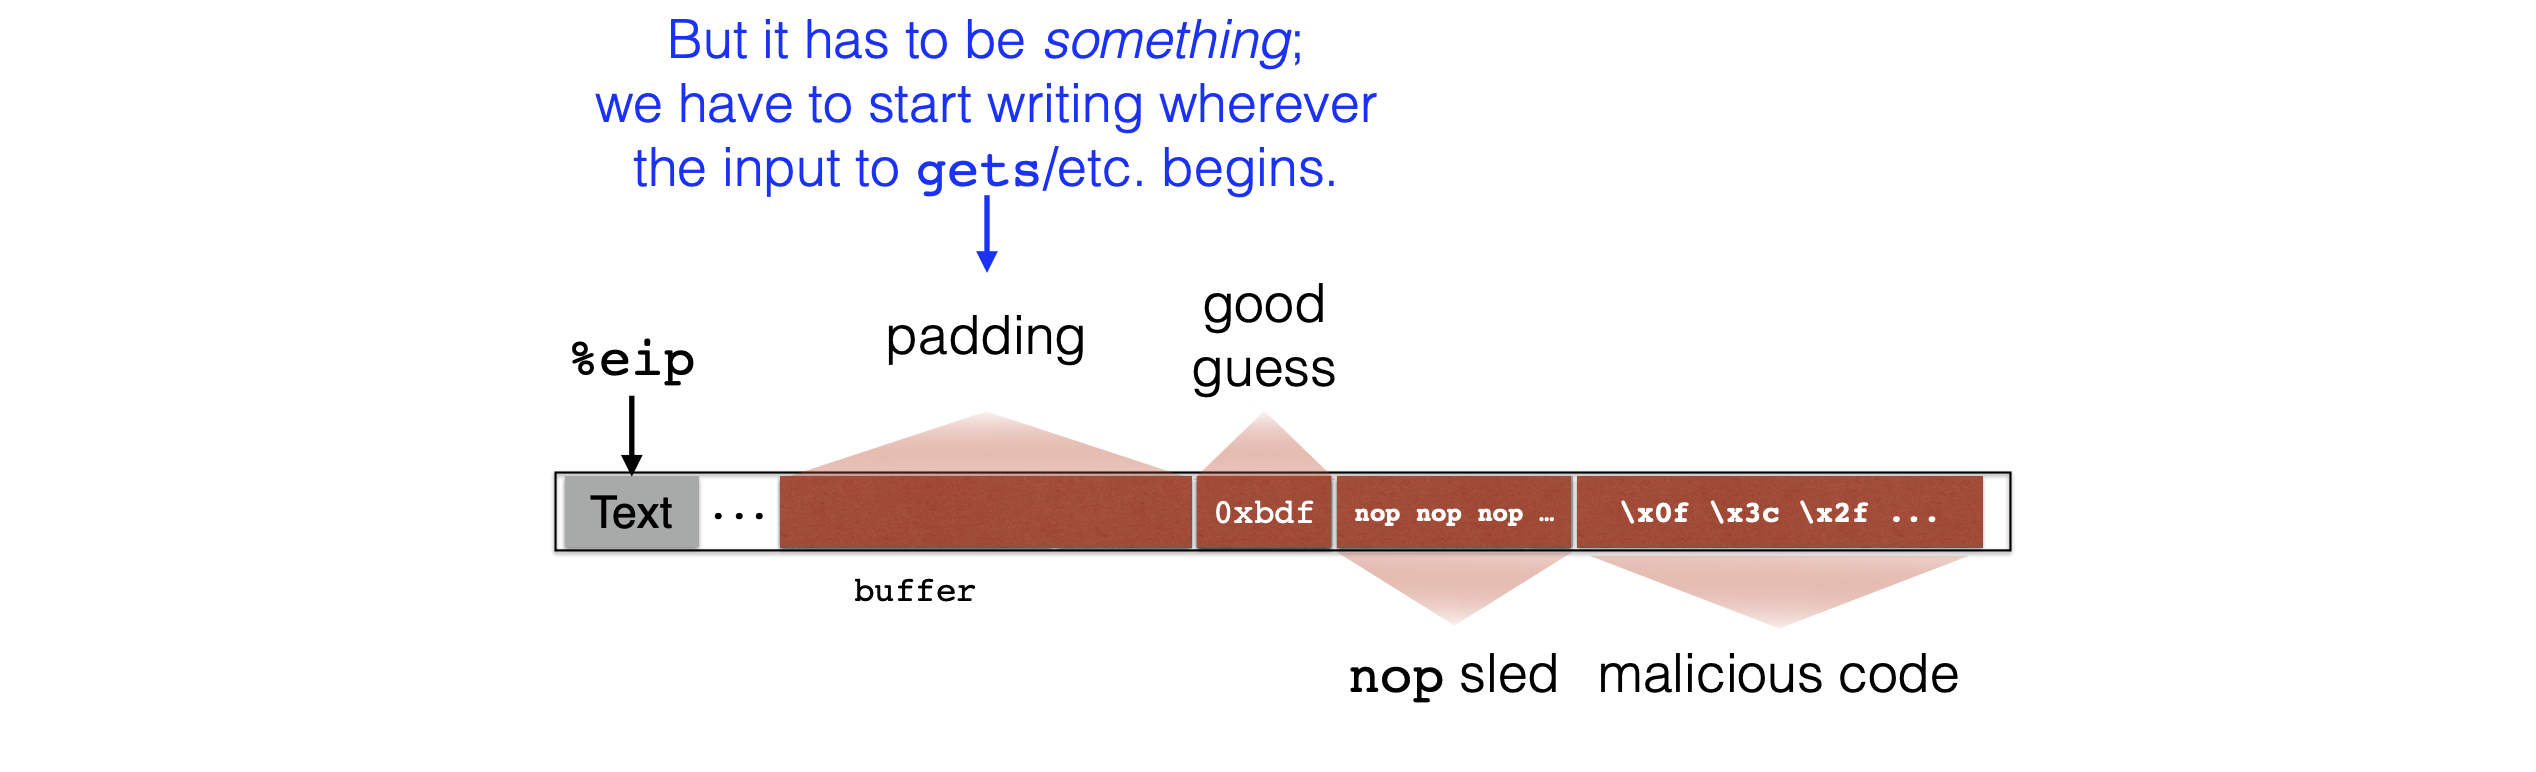 But it has to be something;
we have to start writing wherever
the input to gets/etc. begins.
padding
good
guess
%eip
Text ... 0xbdf nop nop nop … \x0f \x3c \x2f ...
buffer
nop sled malicious code